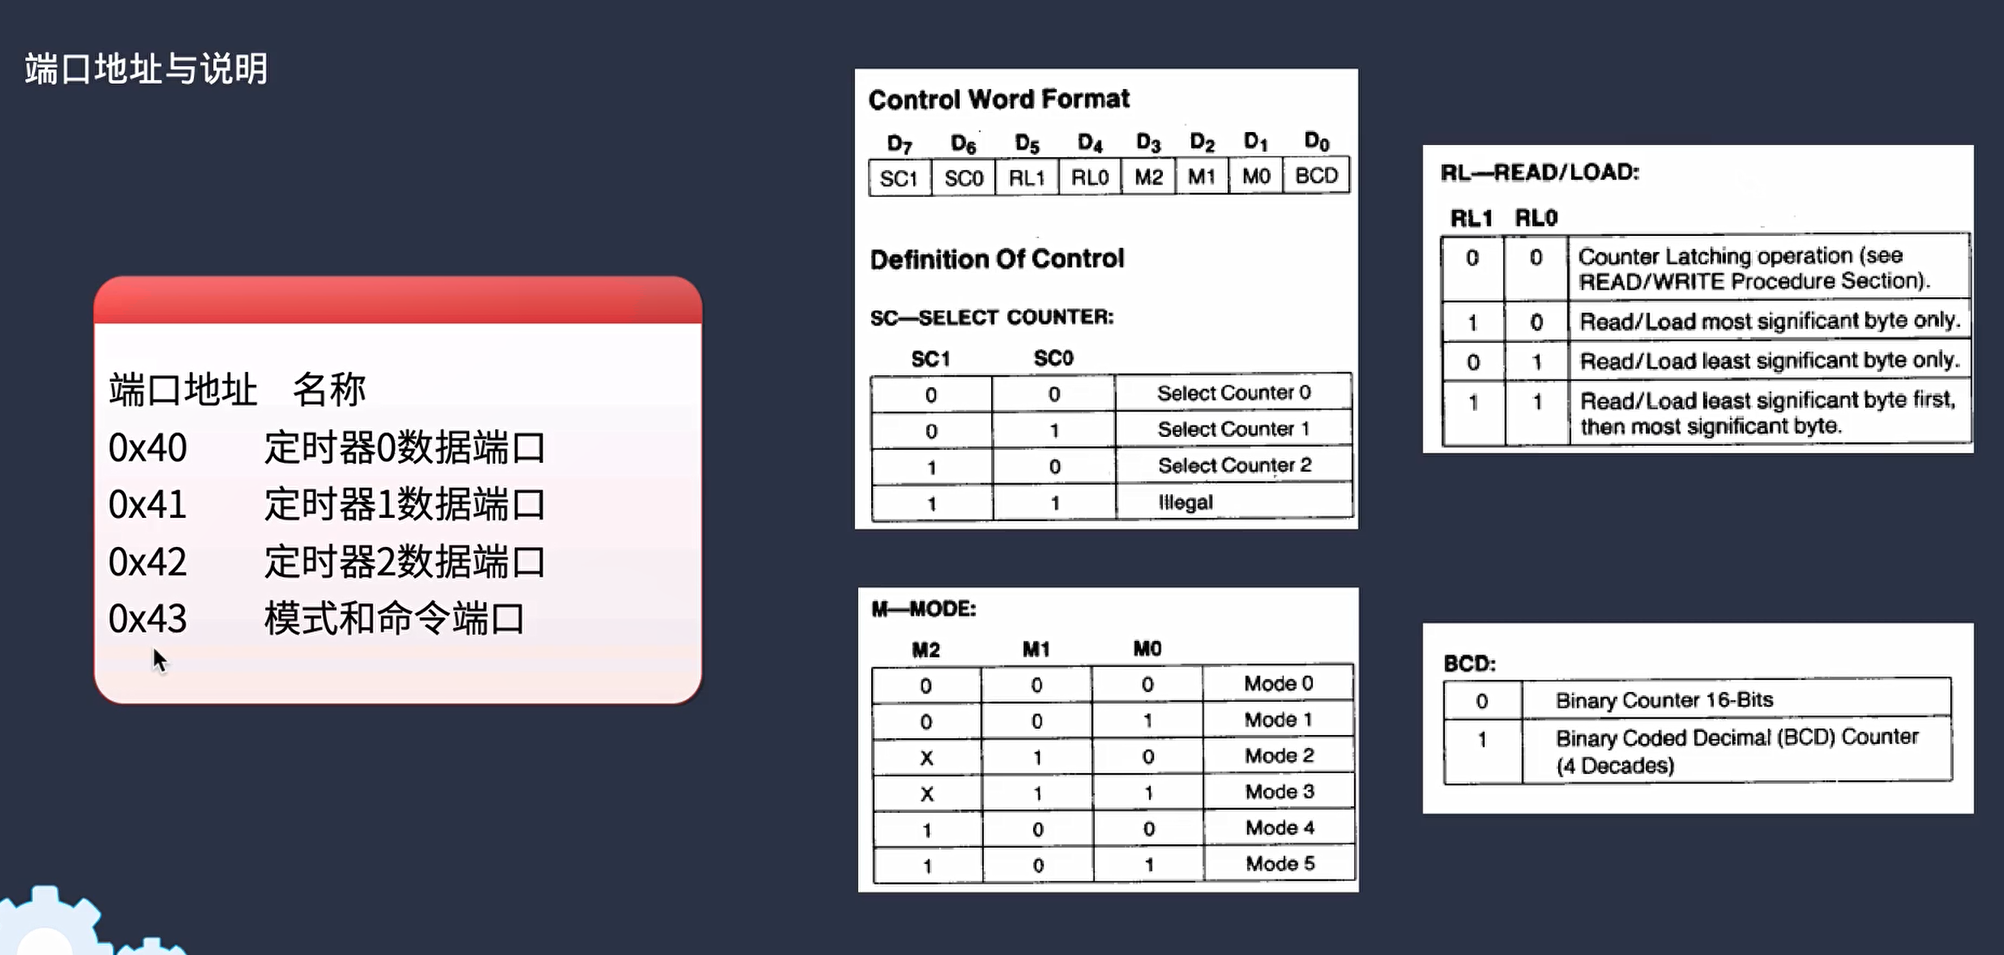 端口地址与说明
端口地址 名称
0x40 定时器0数据端口
0x41 定时器1数据端口
0x42 定时器2数据端口
0x43 模式和命令端口
Control Word Format
D7 D6 D5 D4 D3 D2 D1 D0
SC1 SC0 RL1 RL0 M2 M1 M0 BCD
Definition Of Control
SC—SELECT COUNTER:
SC1 SC0
0 0 Select Counter 0
0 1 Select Counter 1
1 0 Select Counter 2
1 1 Illegal
M—MODE:
M2 M1 M0
0 0 0 Mode 0
0 0 1 Mode 1
X 1 0 Mode 2
X 1 1 Mode 3
1 0 0 Mode 4
1 0 1 Mode 5
RL—READ/LOAD:
RL1 RL0
0 0 Counter Latching operation (see
READ/WRITE Procedure Section).
1 0 Read/Load most significant byte only.
0 1 Read/Load least significant byte only.
1 1 Read/Load least significant byte first,
then most significant byte.
BCD:
0 Binary Counter 16-Bits
1 Binary Coded Decimal (BCD) Counter
(4 Decades)